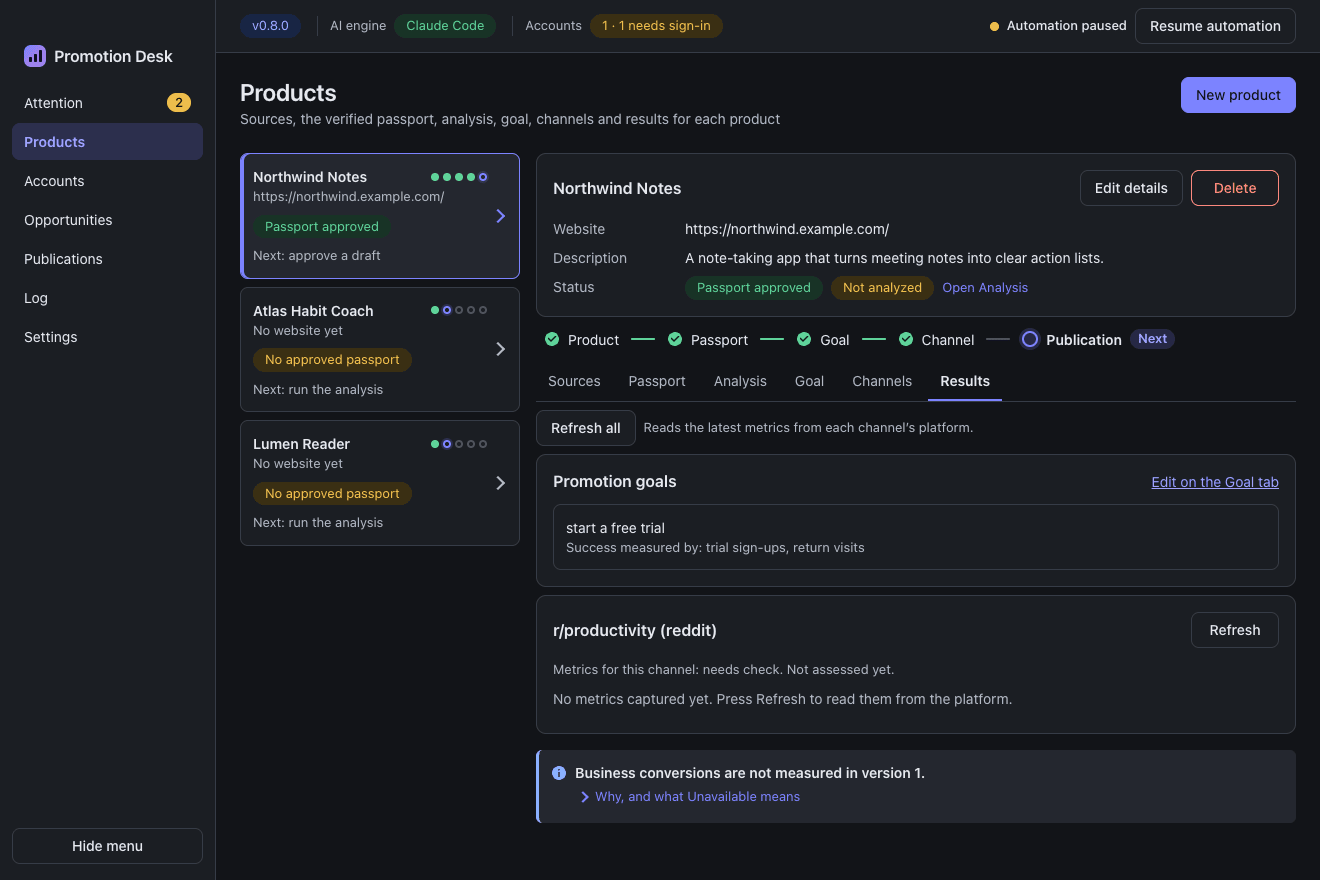 Promotion Desk
Attention 2
Products
Accounts
Opportunities
Publications
Log
Settings
Hide menu
v0.8.0 AI engine Claude Code Accounts 1 · 1 needs sign-in Automation paused Resume automation
Products
Sources, the verified passport, analysis, goal, channels and results for each product
New product
Northwind Notes
https://northwind.example.com/
Passport approved
Next: approve a draft
Atlas Habit Coach
No website yet
No approved passport
Next: run the analysis
Lumen Reader
No website yet
No approved passport
Next: run the analysis
Northwind Notes
Edit details Delete
Website https://northwind.example.com/
Description A note-taking app that turns meeting notes into clear action lists.
Status Passport approved Not analyzed Open Analysis
Product Passport Goal Channel Publication Next
Sources Passport Analysis Goal Channels Results
Refresh all Reads the latest metrics from each channel's platform.
Promotion goals Edit on the Goal tab
start a free trial
Success measured by: trial sign-ups, return visits
r/productivity (reddit) Refresh
Metrics for this channel: needs check. Not assessed yet.
No metrics captured yet. Press Refresh to read them from the platform.
Business conversions are not measured in version 1.
Why, and what Unavailable means